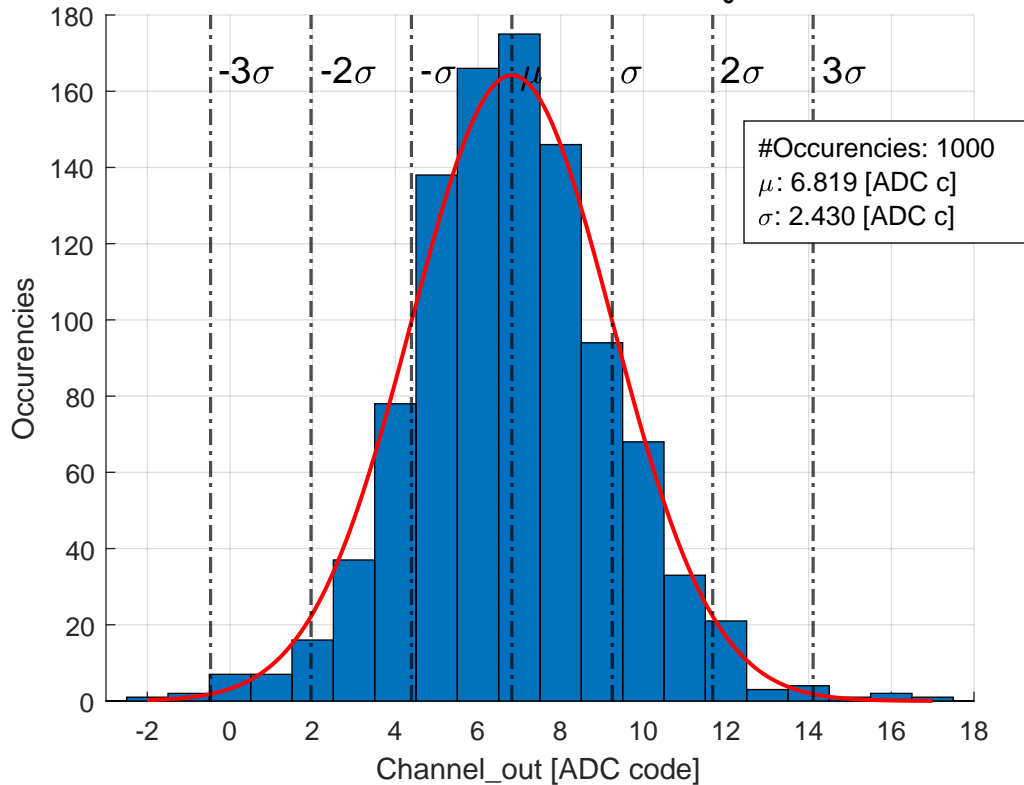 180
160
140
120
100
80
60
40
20
0
Occurencies
-3σ -2σ -σ μ σ 2σ 3σ
#Occurencies: 1000
μ: 6.819 [ADC c]
σ: 2.430 [ADC c]
-2 0 2 4 6 8 10 12 14 16 18
Channel_out [ADC code]